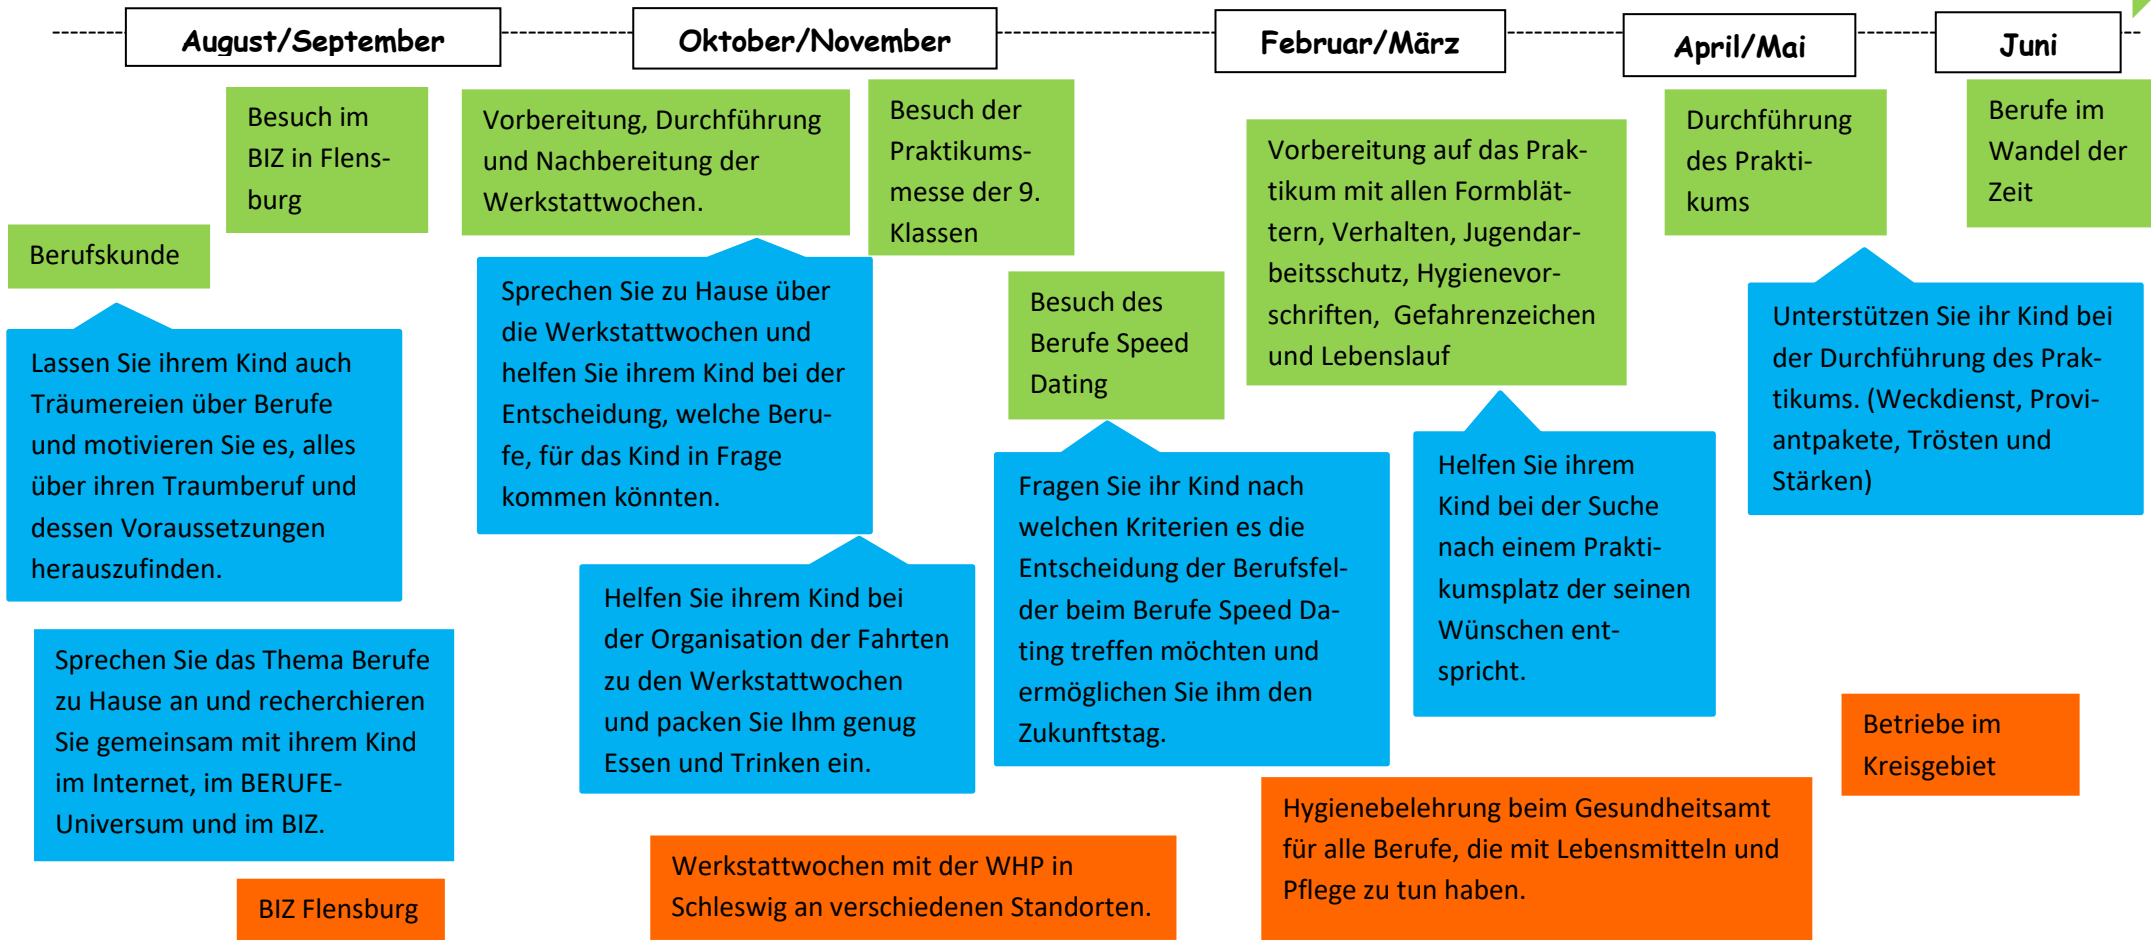 August/September
Oktober/November
Februar/März
April/Mai
Juni
Berufskunde
Besuch im
BIZ in Flens-
burg
Vorbereitung, Durchführung
und Nachbereitung der
Werkstattwochen.
Besuch der
Praktikums-
messe der 9.
Klassen
Besuch des
Berufe Speed
Dating
Vorbereitung auf das Prak-
tikum mit allen Formblät-
tern, Verhalten, Jugendar-
beitsschutz, Hygienevor-
schriften, Gefahrenzeichen
und Lebenslauf
Durchführung
des Prakti-
kums
Berufe im
Wandel der
Zeit
Lassen Sie ihrem Kind auch
Träumereien über Berufe
und motivieren Sie es, alles
über ihren Traumberuf und
dessen Voraussetzungen
herauszufinden.
Sprechen Sie das Thema Berufe
zu Hause an und recherchieren
Sie gemeinsam mit ihrem Kind
im Internet, im BERUFE-
Universum und im BIZ.
Sprechen Sie zu Hause über
die Werkstattwochen und
helfen Sie ihrem Kind bei der
Entscheidung, welche Beru-
fe, für das Kind in Frage
kommen könnten.
Helfen Sie ihrem Kind bei
der Organisation der Fahrten
zu den Werkstattwochen
und packen Sie Ihm genug
Essen und Trinken ein.
Fragen Sie ihr Kind nach
welchen Kriterien es die
Entscheidung der Berufsfel-
der beim Berufe Speed Da-
ting treffen möchten und
ermöglichen Sie ihm den
Zukunftstag.
Helfen Sie ihrem
Kind bei der Suche
nach einem Prakti-
kumsplatz der seinen
Wünschen ent-
spricht.
Unterstützen Sie ihr Kind bei
der Durchführung des Prak-
tikums. (Weckdienst, Provi-
antpakete, Trösten und
Stärken)
BIZ Flensburg
Werkstattwochen mit der WHP in
Schleswig an verschiedenen Standorten.
Hygienebelehrung beim Gesundheitsamt
für alle Berufe, die mit Lebensmitteln und
Pflege zu tun haben.
Betriebe im
Kreisgebiet